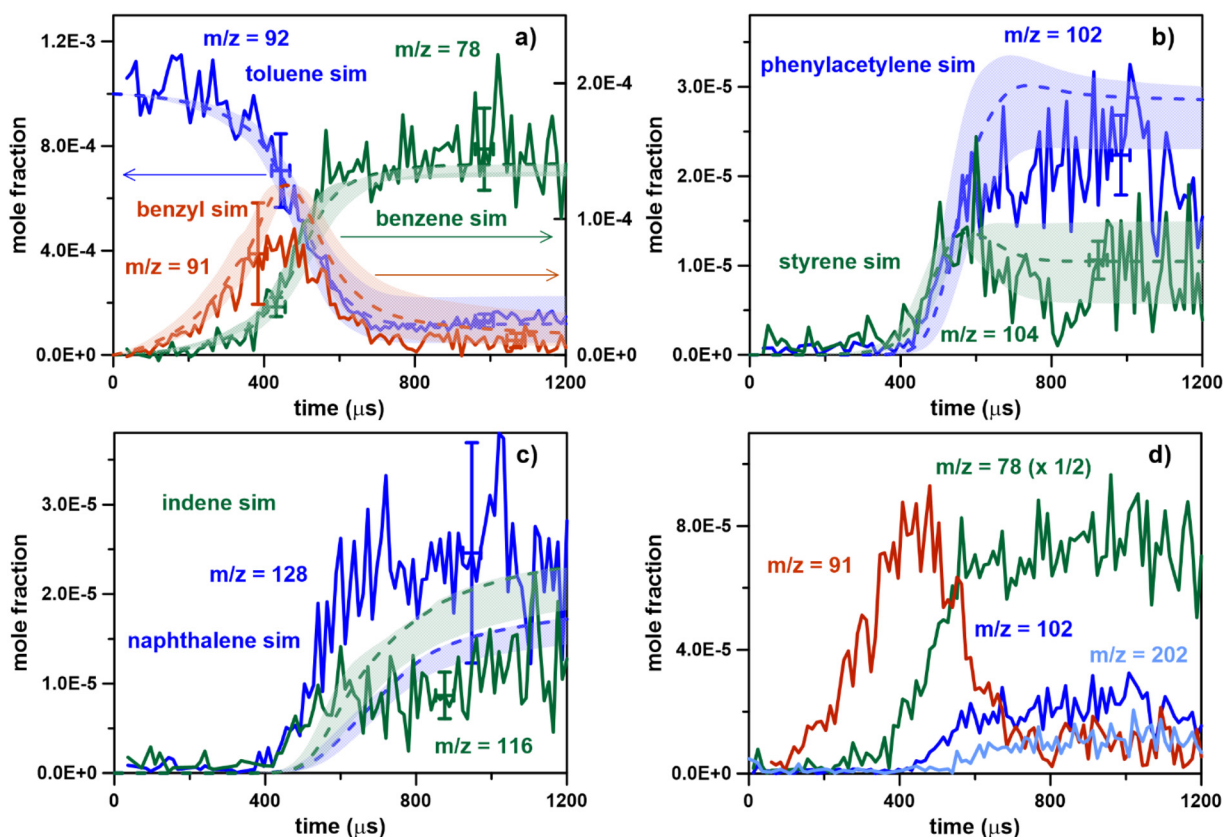 m/z = 92
m/z = 78
a)
toluene sim
benzyl sim
benzene sim
m/z = 91
1.2E-3
8.0E-4
4.0E-4
0.0E+0
2.0E-4
1.0E-4
0.0E+0
mole fraction
0
400
800
1200
time (µs)
m/z = 102
b)
phenylacetylene sim
styrene sim
m/z = 104
3.0E-5
2.0E-5
1.0E-5
0.0E+0
mole fraction
0
400
800
1200
time (µs)
c)
indene sim
m/z = 128
naphthalene sim
m/z = 116
3.0E-5
2.0E-5
1.0E-5
0.0E+0
mole fraction
0
400
800
1200
time (µs)
d)
m/z = 78 (x 1/2)
m/z = 91
m/z = 102
m/z = 202
8.0E-5
4.0E-5
0.0E+0
mole fraction
0
400
800
1200
time (µs)